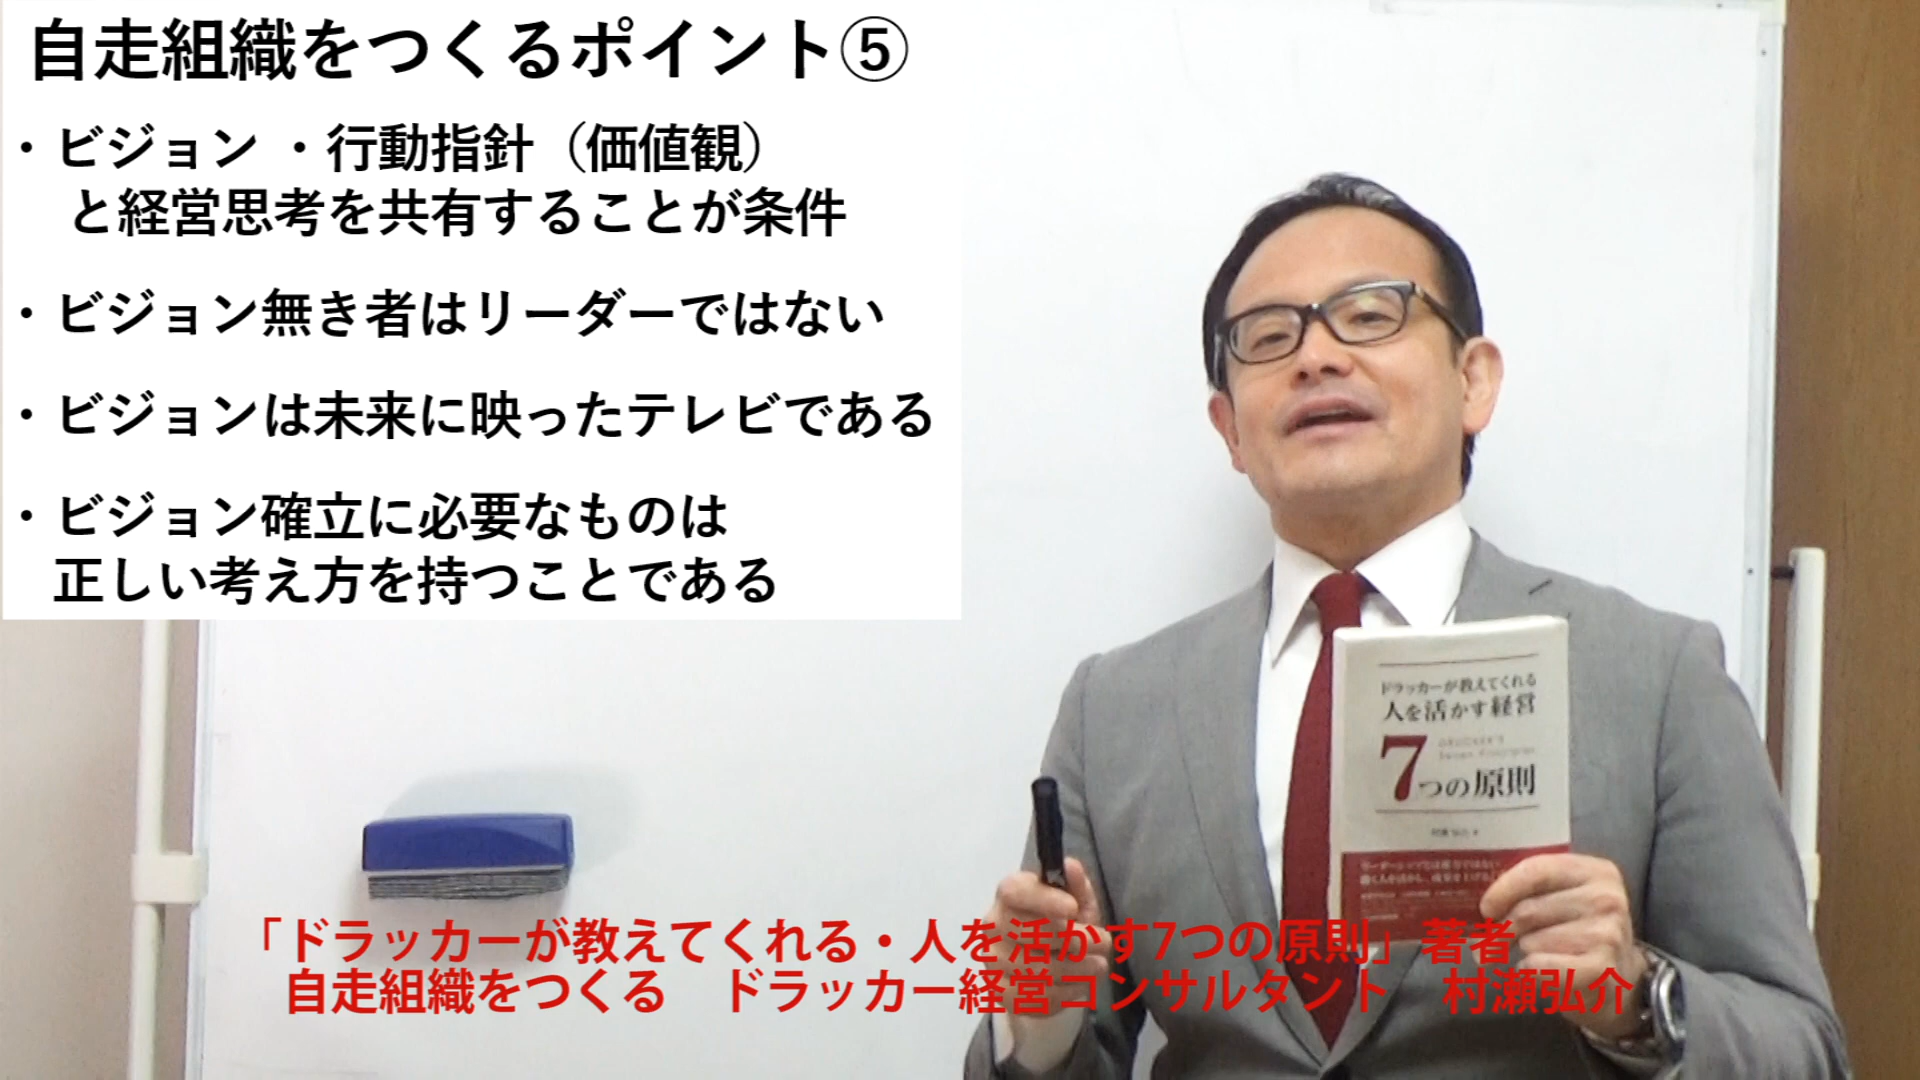 自走組織をつくるポイント⑤
・ビジョン ・行動指針（価値観）
と経営思考を共有することが条件
・ビジョン無き者はリーダーではない
・ビジョンは未来に映ったテレビである
・ビジョン確立に必要なものは
正しい考え方を持つことである
ドラッカーが教えてくれる
人を活かす経営
7つの原則
「ドラッカーが教えてくれる・人を活かす7つの原則」著者
自走組織をつくる　ドラッカー経営コンサルタント　村瀬弘介